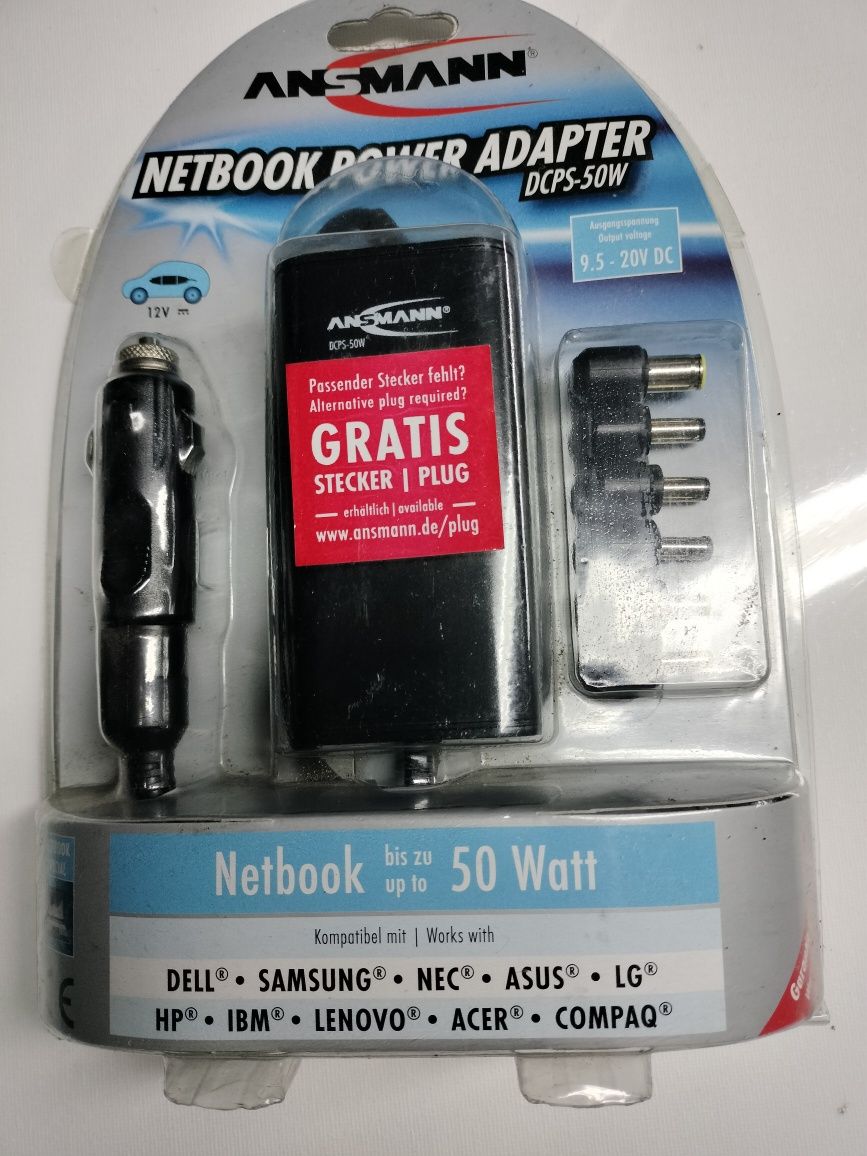 ANSMANN®
NETBOOK POWER ADAPTER
DCPS-50W
Ausgangsspannung
Output voltage
9.5 - 20V DC
12V
ANSMANN®
DCPS-50W
Passender Stecker fehlt?
Alternative plug required?
GRATIS
STECKER | PLUG
erhältlich | available
www.ansmann.de/plug
Netbook bis zu up to 50 Watt
Kompatibel mit | Works with
DELL® • SAMSUNG® • NEC® • ASUS® • LG®
HP® • IBM® • LENOVO® • ACER® • COMPAQ®